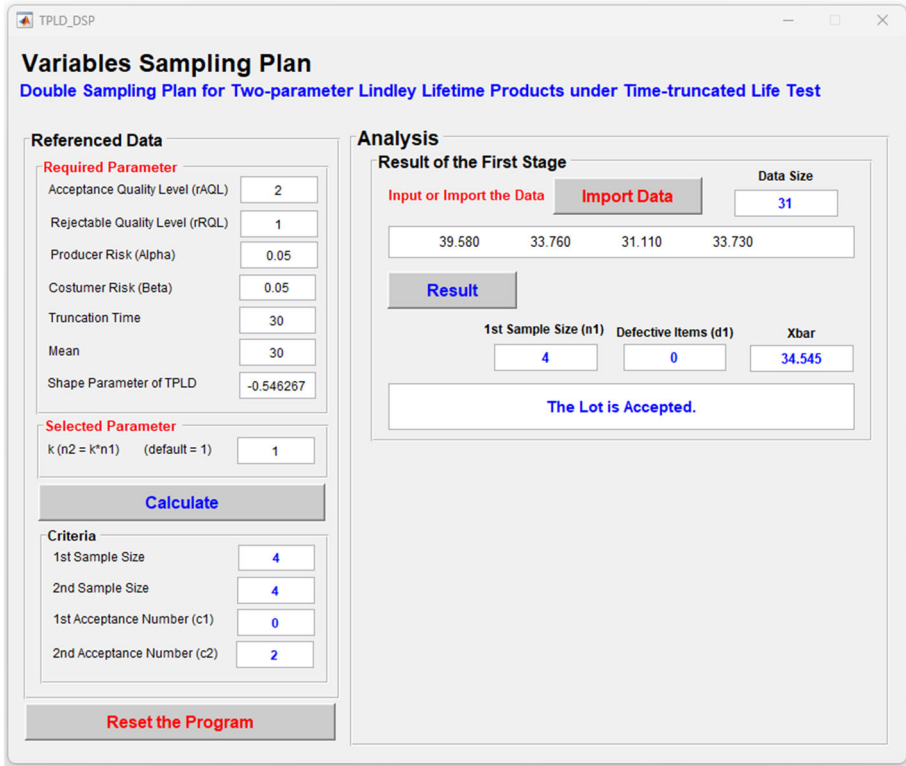 TPLD_DSP
Variables Sampling Plan
Double Sampling Plan for Two-parameter Lindley Lifetime Products under Time-truncated Life Test
Referenced Data
Required Parameter
Acceptance Quality Level (rAQL) 2
Rejectable Quality Level (rRQL) 1
Producer Risk (Alpha) 0.05
Costumer Risk (Beta) 0.05
Truncation Time 30
Mean 30
Shape Parameter of TPLD -0.546267
Selected Parameter
k (n2 = k*n1) (default = 1) 1
Calculate
Criteria
1st Sample Size 4
2nd Sample Size 4
1st Acceptance Number (c1) 0
2nd Acceptance Number (c2) 2
Reset the Program
Analysis
Result of the First Stage
Data Size
Input or Import the Data Import Data 31
39.580 33.760 31.110 33.730
Result
1st Sample Size (n1) Defective Items (d1) Xbar
4 0 34.545
The Lot is Accepted.